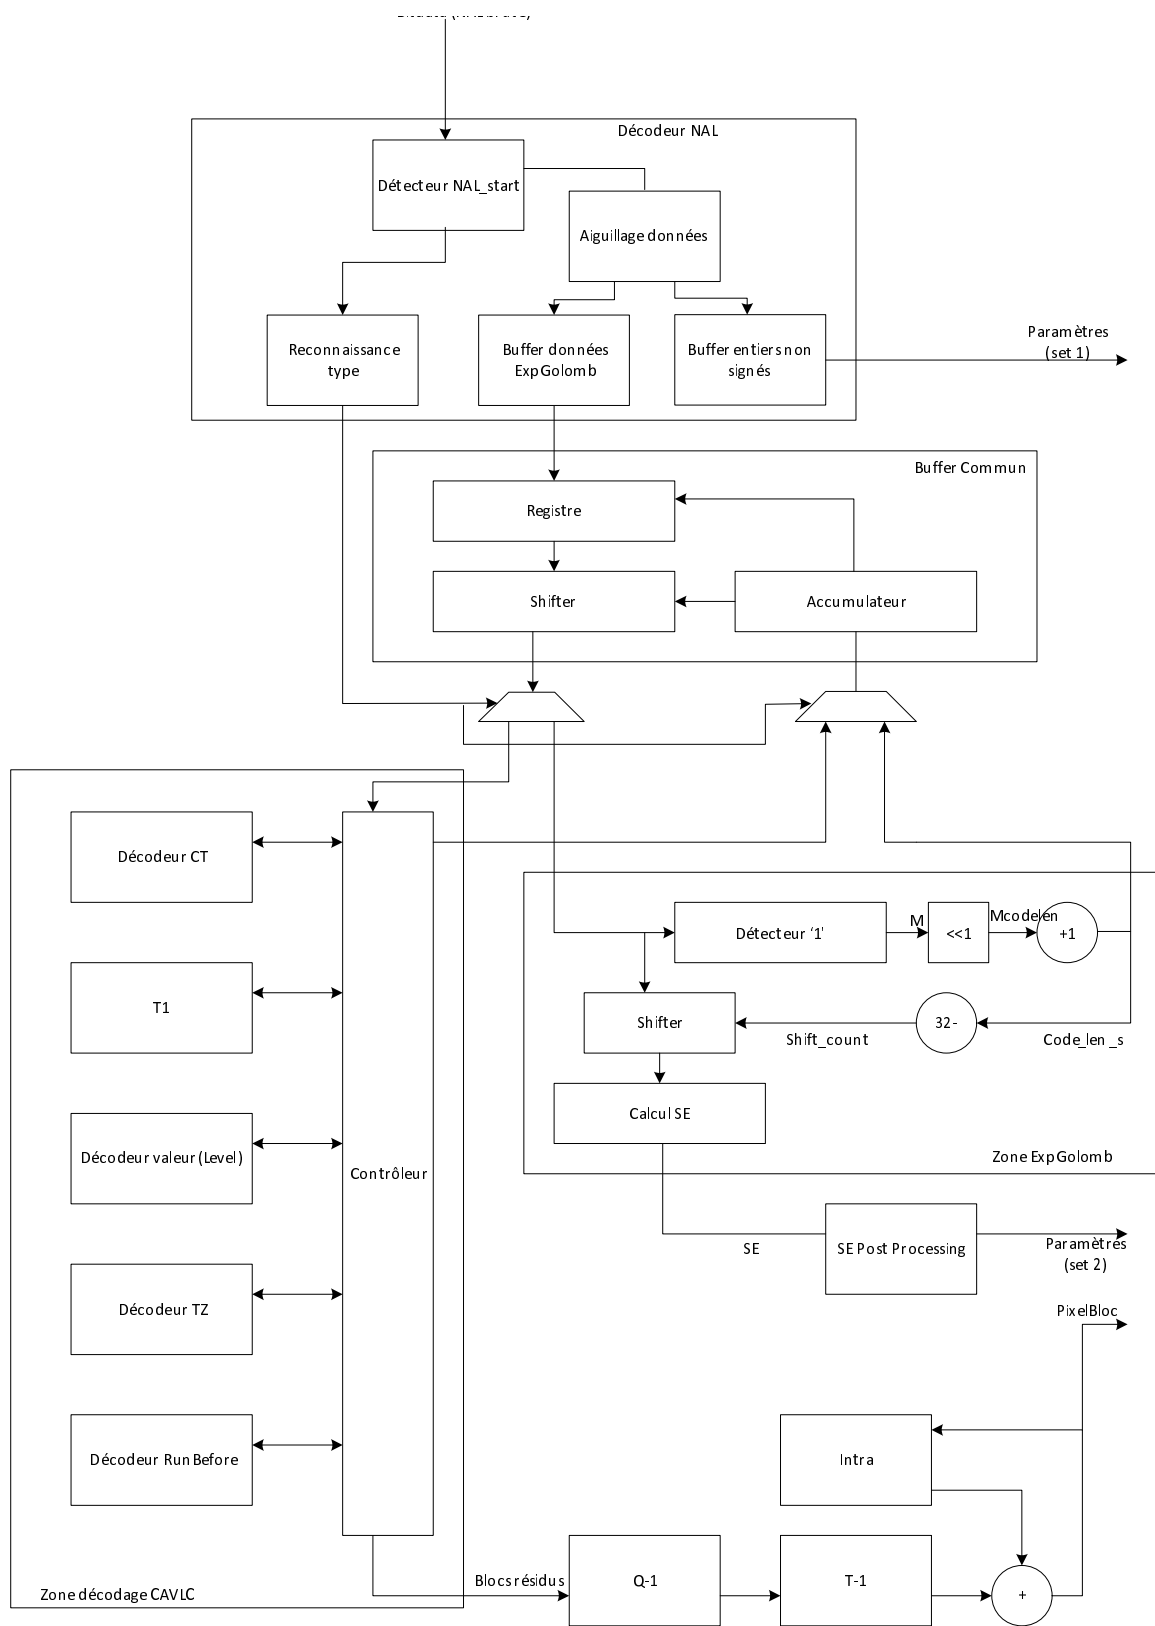 Décodeur NAL
Détecteur NAL_start
Aiguillage données
Reconnaissance
type
Buffer données
ExpGolomb
Buffer entiers non
signés
Paramètres
(set 1)
Buffer Commun
Registre
Shifter
Accumulateur
Décodeur CT
T1
Décodeur valeur (Level)
Décodeur TZ
Décodeur RunBefore
Contrôleur
Zone décodage CAVLC
Détecteur ‘1’
M
<<1
Mcodelen
+1
Shifter
Shift_count
32-
Code_len_s
Calcul SE
Zone ExpGolomb
SE
SE Post Processing
Paramètres
(set 2)
PixelBloc
Intra
Blocs résidus
Q-1
T-1
+